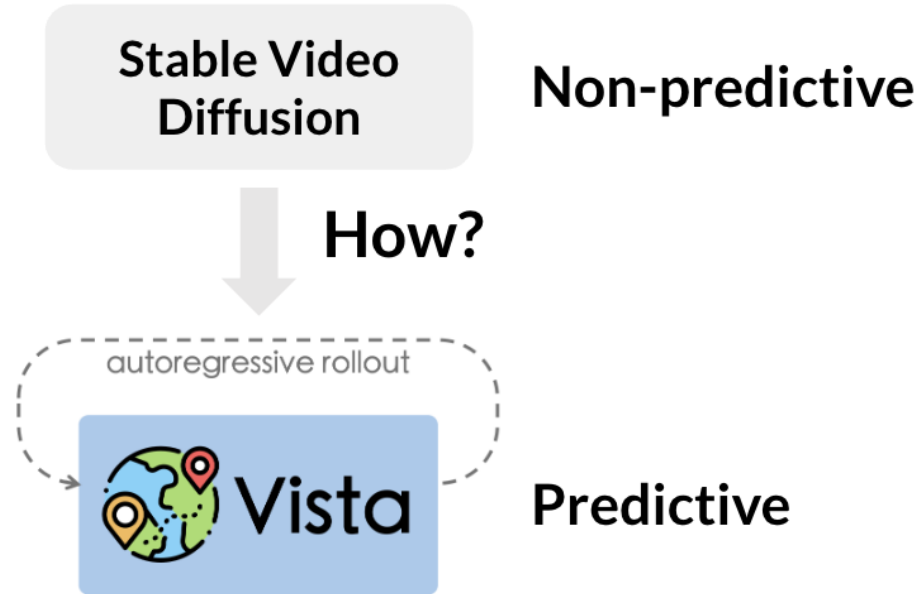 Stable Video
Diffusion
Non-predictive
How?
autoregressive rollout
Vista
Predictive